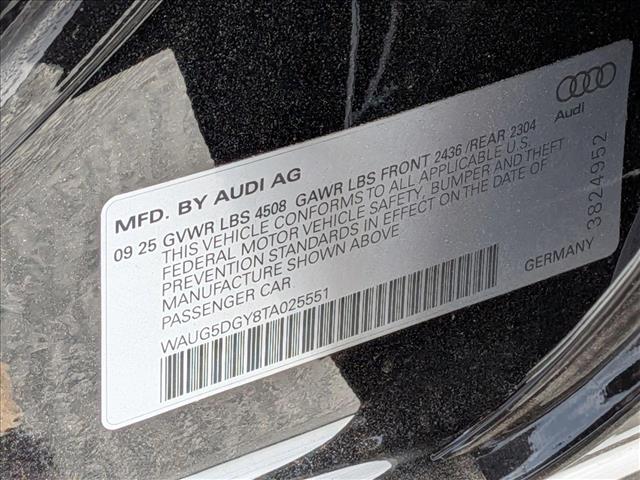 Audi
MFD. BY AUDI AG
09 25 GVWR LBS 4508 GAWR LBS FRONT 2436 /REAR 2304
THIS VEHICLE CONFORMS TO ALL APPLICABLE U.S.
FEDERAL MOTOR VEHICLE SAFETY, BUMPER AND THEFT
PREVENTION STANDARDS IN EFFECT ON THE DATE OF
MANUFACTURE SHOWN ABOVE
PASSENGER CAR
WAUG5DGY8TA025551
GERMANY
3824952